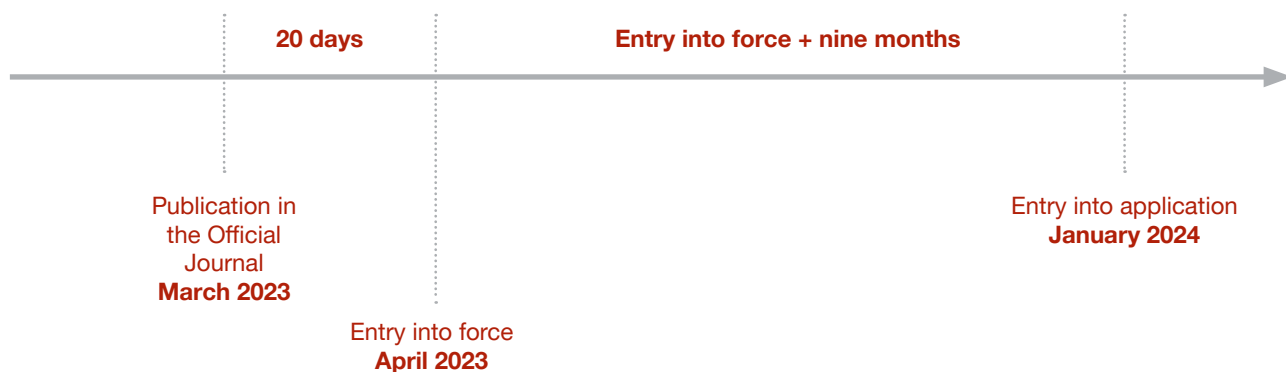 20 days
Entry into force + nine months
Publication in
the Official
Journal
March 2023
Entry into force
April 2023
Entry into application
January 2024